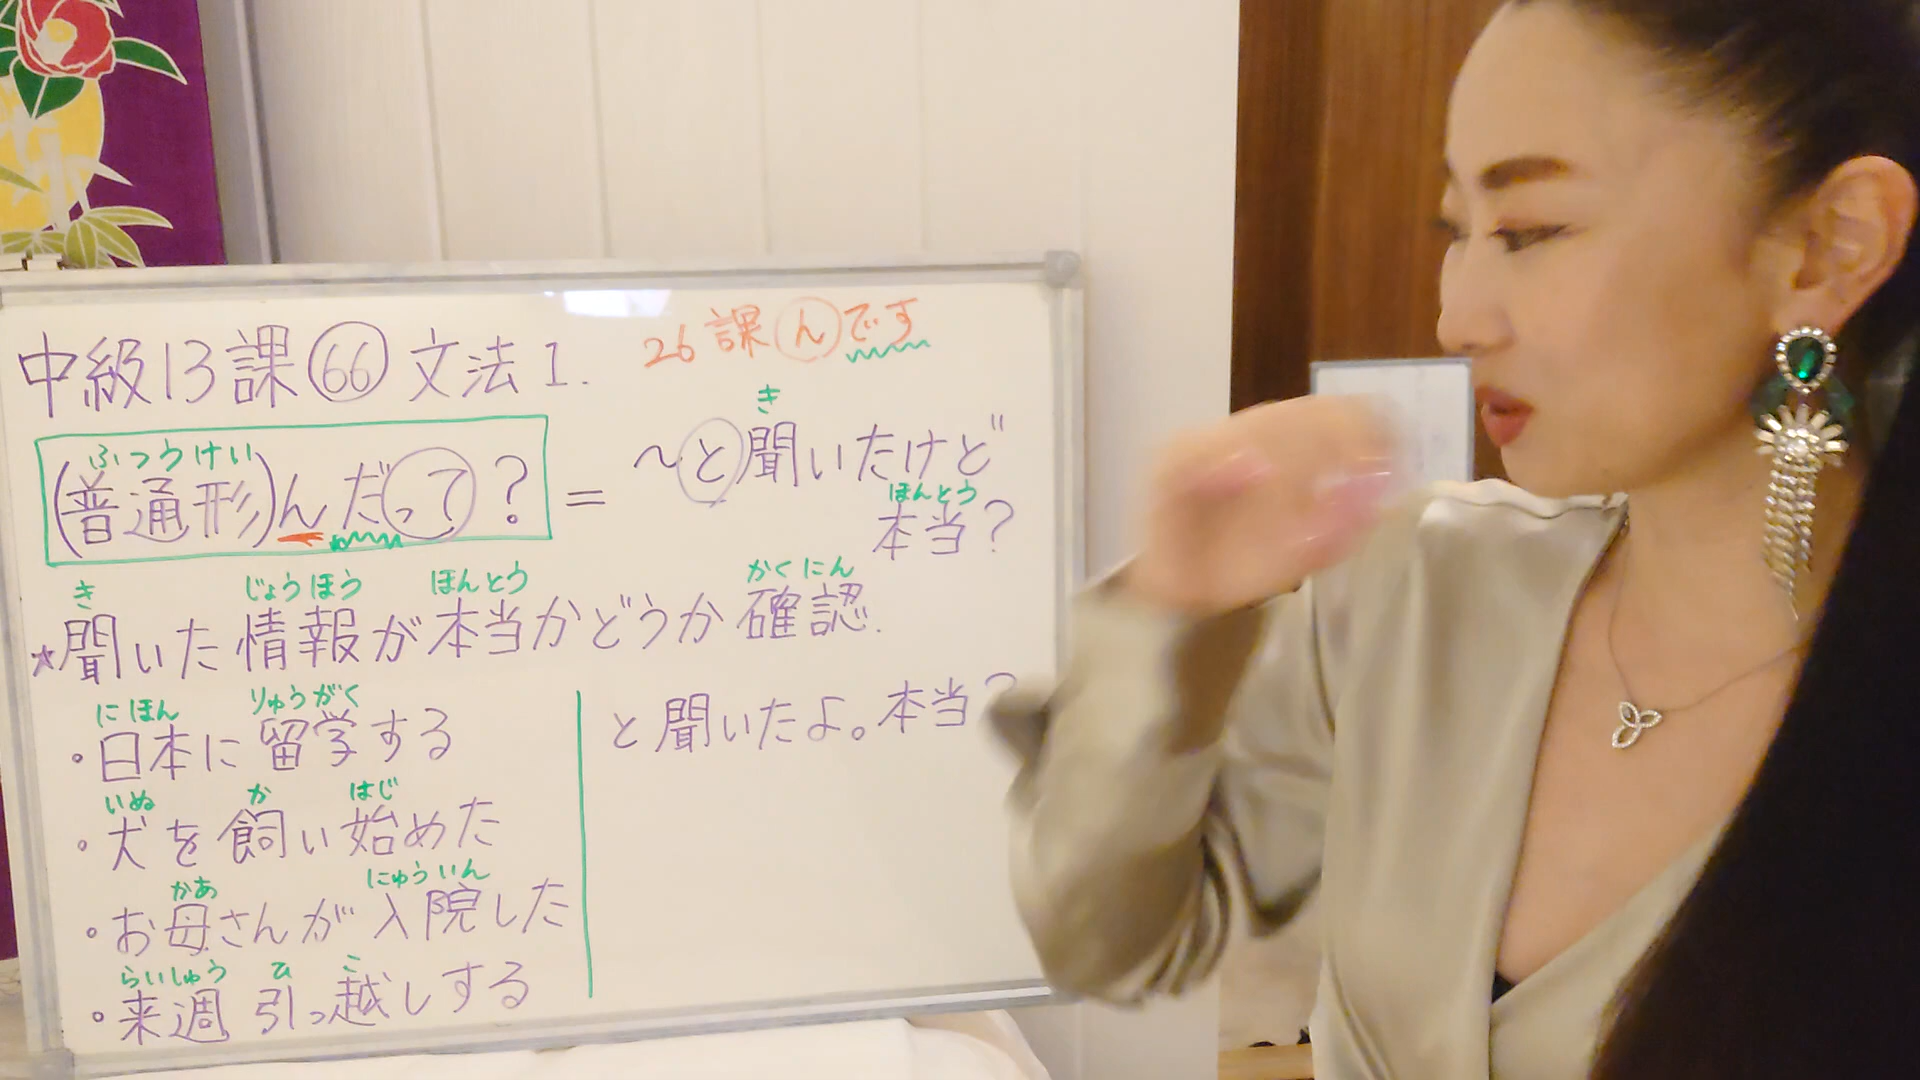 中級13課66文法1.
26課んです
ふつうけい
(普通形)んだって?
=
き
~と聞いたけど
ほんとう
本当?
き じょうほう ほんとう かくにん
★聞いた情報が本当かどうか確認.
にほん りゅうがく
・日本に留学する
と聞いたよ。本当?
いぬ か はじ
・犬を飼い始めた
かあ にゅういん
・お母さんが入院した
らいしゅう ひ こ
・来週引っ越しする